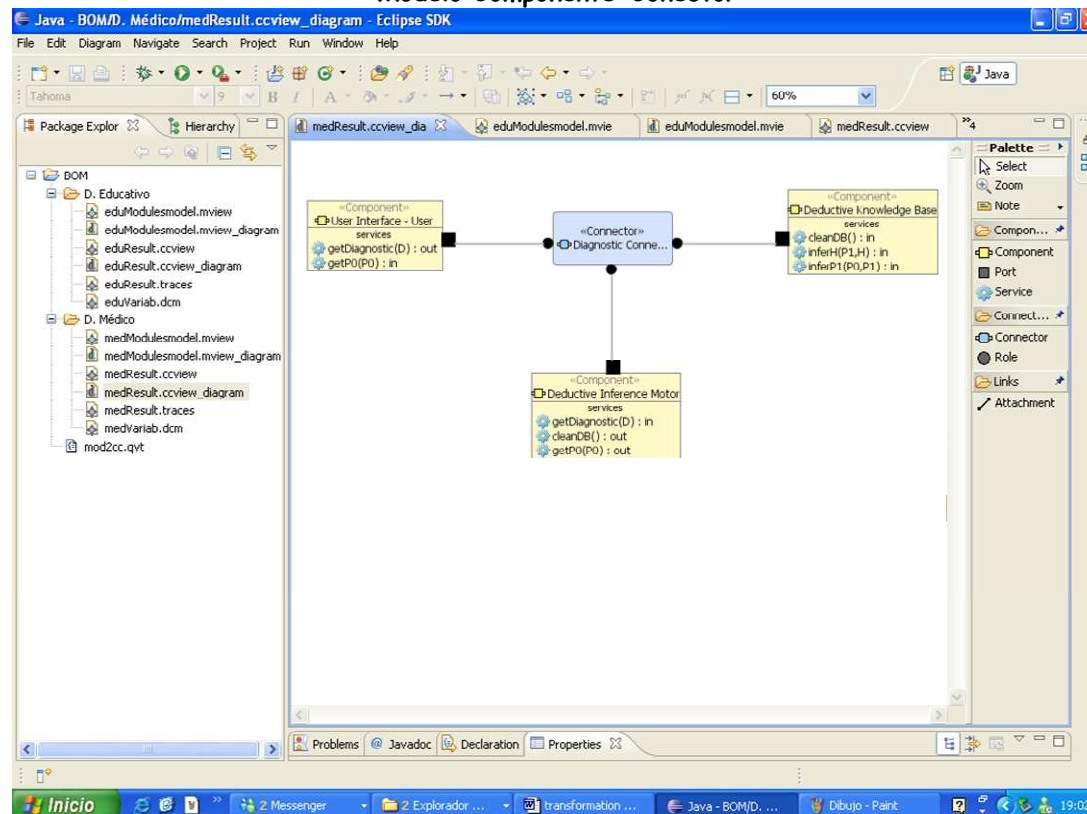 Modelo Componente-Conector
Java - BOM/D. Médico/medResult.ccview_diagram - Eclipse SDK
File Edit Diagram Navigate Search Project Run Window Help
Java
Tahoma 9 B I A 60%
Package Explor Hierarchy
medResult.ccview_dia eduModulesmodel.mvie eduModulesmodel.mvie medResult.ccview »4
BOM
D. Educativo
eduModulesmodel.mview
eduModulesmodel.mview_diagram
eduResult.ccview
eduResult.ccview_diagram
eduResult.traces
eduVariab.dcm
D. Médico
medModulesmodel.mview
medModulesmodel.mview_diagram
medResult.ccview
medResult.ccview_diagram
medResult.traces
medVariab.dcm
mod2cc.qvt
«Component»
User Interface - User
services
getDiagnostic(D) : out
getP0(P0) : in
«Connector»
Diagnostic Conne...
«Component»
Deductive Knowledge Base
services
cleanDB() : in
inferH(P1,H) : in
inferP1(P0,P1) : in
«Component»
Deductive Inference Motor
services
getDiagnostic(D) : in
cleanDB() : out
getP0(P0) : out
Palette
Select
Zoom
Note
Compon...
Component
Port
Service
Connect...
Connector
Role
Links
Attachment
Problems @ Javadoc Declaration Properties
Inicio » 2 Messenger 2 Explorador ... transformation ... Java - BOM/D. ... Dibujo - Paint 19:02